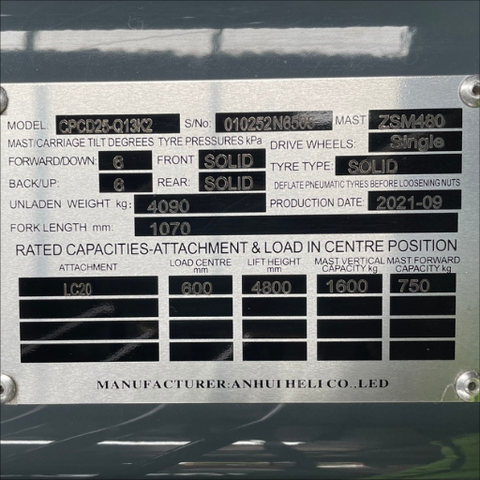 MODEL: CPCD25-Q13K2 S/No: MAST ZSM480
MAST/CARRIAGE TILT DEGREES TYRE PRESSURES kPa DRIVE WHEELS: Single
FORWARD/DOWN: 6 FRONT SOLID TYRE TYPE: SOLID
BACK/UP: 6 REAR: SOLID DEFLATE PNEUMATIC TYRES BEFORE LOOSENING NUTS
UNLADEN WEIGHT kg: 4090 PRODUCTION DATE: 2021-09
FORK LENGTH mm: 1070
RATED CAPACITIES-ATTACHMENT & LOAD IN CENTRE POSITION
ATTACHMENT LOAD CENTRE mm LIFT HEIGHT mm MAST VERTICAL CAPACITY kg MAST FORWARD CAPACITY kg
LC20 600 4800 1600 750
MANUFACTURER:ANHUI HELI CO.,LED